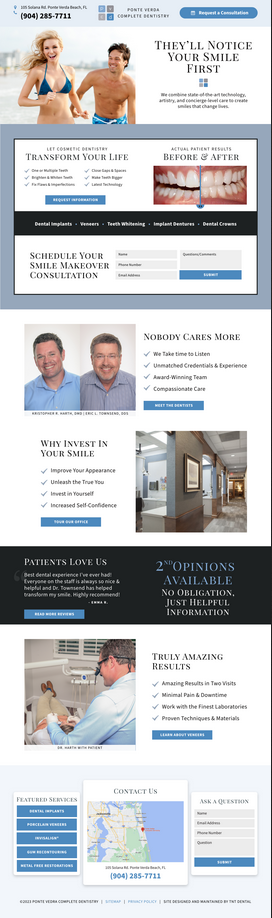 205 Solana Rd. Ponte Vedra Beach, FL
(904) 285-7711
PONTE VEDRA
COMPLETE DENTISTRY
Request a Consultation
THEY'LL NOTICE
YOUR SMILE
FIRST
We combine state-of-the-art technology,
artistry, and concierge-level care to create
smiles that change lives.
LET COSMETIC DENTISTRY
TRANSFORM YOUR LIFE
One or Multiple Teeth
Brighten & Whiten Teeth
Fix Flaws & Imperfections
Close Gaps & Spaces
Make Teeth Bigger
Latest Technology
REQUEST INFORMATION
ACTUAL PATIENT RESULTS
BEFORE & AFTER
Dental Implants • Veneers • Teeth Whitening • Implant Dentures • Dental Crowns
SCHEDULE YOUR
SMILE MAKEOVER
CONSULTATION
Name
Phone Number
Email Address
Questions/Comments
SUBMIT
NOBODY CARES MORE
We Take time to Listen
Unmatched Credentials & Experience
Award-Winning Team
Compassionate Care
MEET THE DENTISTS
KRISTOPHER R. HARTH, DMD | ERIC L. TOWNSEND, DDS
WHY INVEST IN
YOUR SMILE
Improve Your Appearance
Unleash the True You
Invest in Yourself
Increased Self-Confidence
TOUR OUR OFFICE
PATIENTS LOVE US
Best dental experience I've ever had!
Everyone on the staff is always so nice &
helpful and Dr. Townsend has helped
transform my smile. Highly recommend!
- EMMA R.
READ MORE REVIEWS
2ND OPINIONS
AVAILABLE
NO OBLIGATION,
JUST HELPFUL
INFORMATION
TRULY AMAZING
RESULTS
Amazing Results in Two Visits
Minimal Pain & Downtime
Work with the Finest Laboratories
Proven Techniques & Materials
LEARN ABOUT VENEERS
DR. HARTH WITH PATIENT
FEATURED SERVICES
DENTAL IMPLANTS
PORCELAIN VENEERS
INVISALIGN®
GUM RECONTOURING
METAL FREE RESTORATIONS
CONTACT US
205 Solana Rd. Ponte Vedra Beach, FL
(904) 285-7711
ASK A QUESTION
Name
Email Address
Phone Number
Question
SUBMIT
©2023 PONTE VEDRA COMPLETE DENTISTRY | SITEMAP | PRIVACY POLICY | SITE DESIGNED AND MAINTAINED BY TNT DENTAL